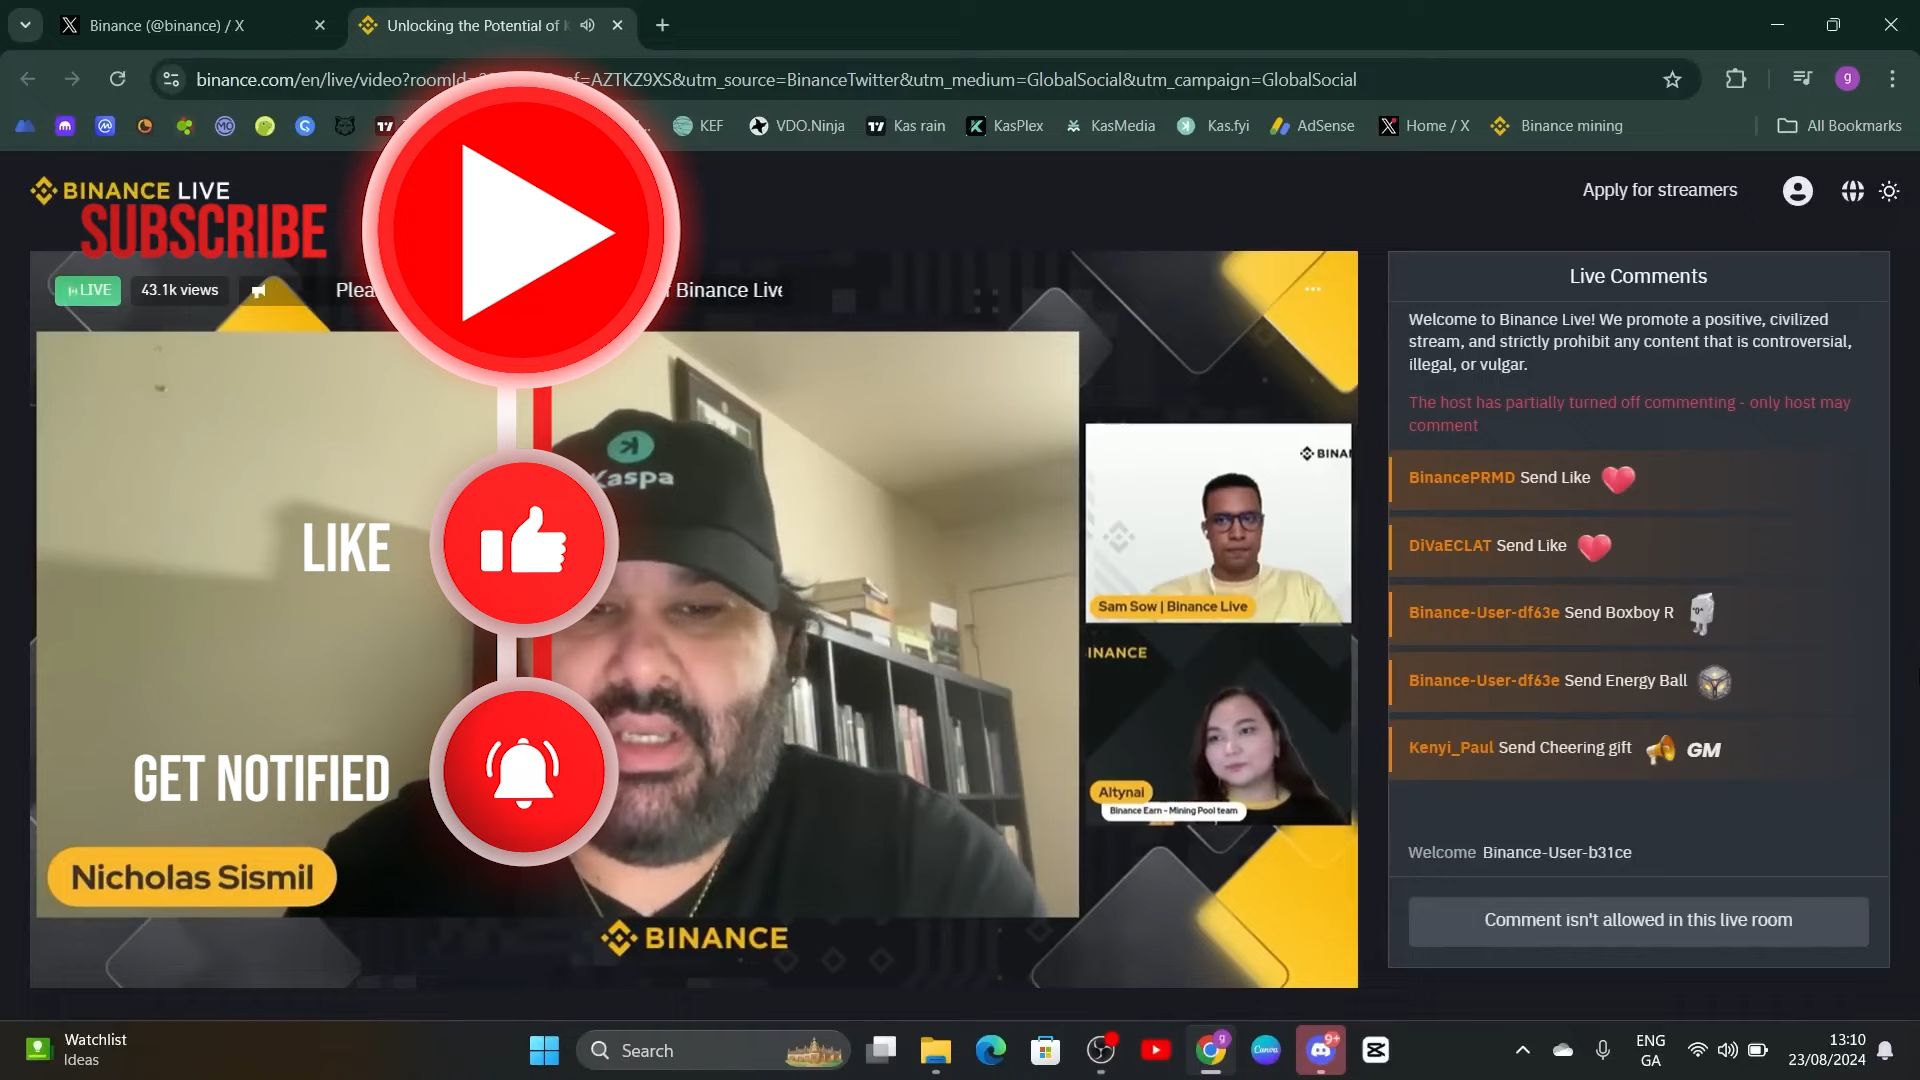 Binance (@binance) / X
Unlocking the Potential of
binance.com/en/live/video?roomId=
=AZTKZ9XS&utm_source=BinanceTwitter&utm_medium=GlobalSocial&utm_campaign=GlobalSocial
g
KEF
VDO.Ninja
Kas rain
KasPlex
KasMedia
Kas.fyi
AdSense
Home / X
Binance mining
All Bookmarks
BINANCE LIVE
Apply for streamers
SUBSCRIBE
LIVE
43.1k views
Binance Live
Live Comments
Welcome to Binance Live! We promote a positive, civilized
stream, and strictly prohibit any content that is controversial,
illegal, or vulgar.
The host has partially turned off commenting - only host may
comment
BinancePRMD Send Like
DiVaECLAT Send Like
Binance-User-df63e Send Boxboy R
Binance-User-df63e Send Energy Ball
Kenyi_Paul Send Cheering gift GM
Welcome Binance-User-b31ce
Comment isn't allowed in this live room
Kaspa
LIKE
GET NOTIFIED
Nicholas Sismil
BINANCE
Sam Sow | Binance Live
Altynai
Binance Earn - Mining Pool team
Watchlist
Ideas
Search
Canva
9+
ENG
GA
13:10
23/08/2024